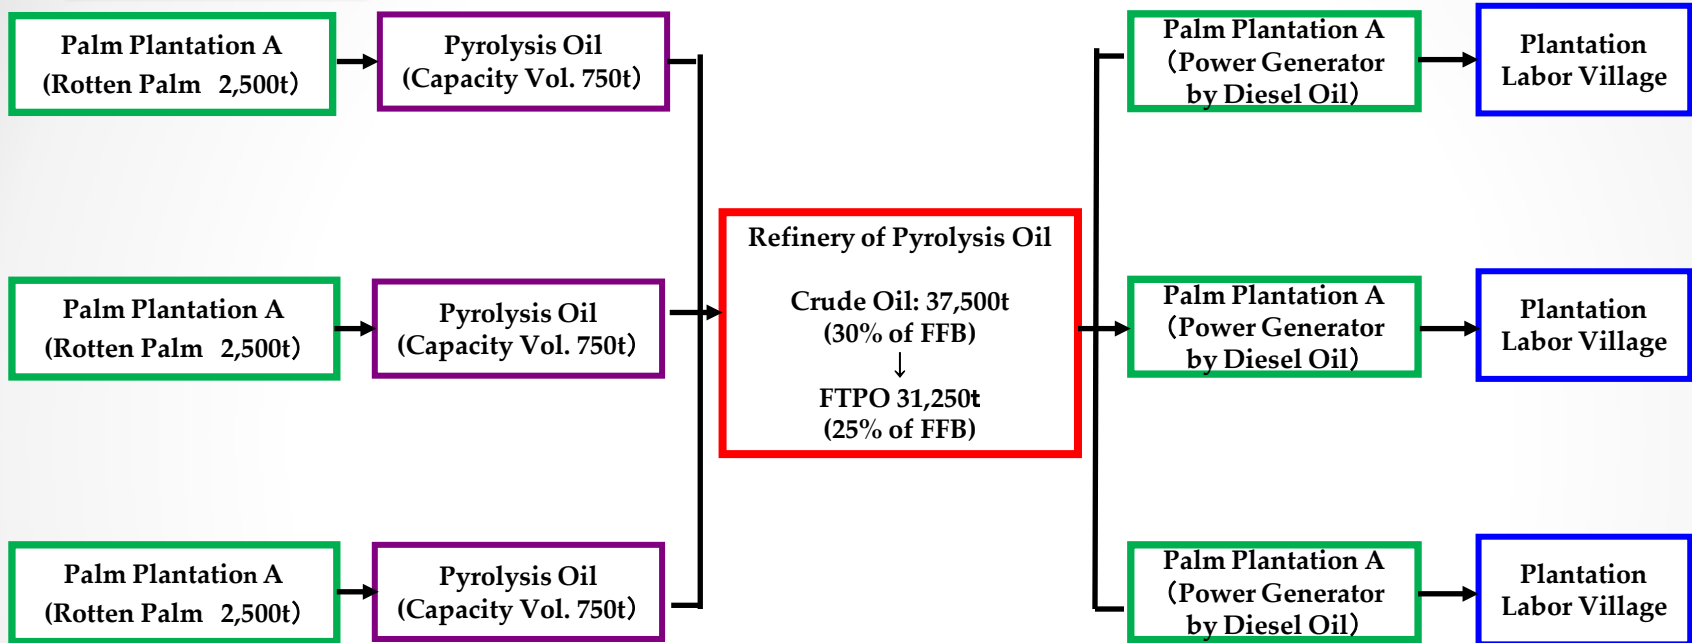 Palm Plantation A
(Rotten Palm 2,500t）
Pyrolysis Oil
(Capacity Vol. 750t）
Palm Plantation A
（Power Generator
by Diesel Oil）
Plantation
Labor Village
Palm Plantation A
(Rotten Palm 2,500t）
Pyrolysis Oil
(Capacity Vol. 750t）
Refinery of Pyrolysis Oil
Crude Oil: 37,500t
(30% of FFB)
↓
FTPO 31,250t
(25% of FFB)
Palm Plantation A
（Power Generator
by Diesel Oil）
Plantation
Labor Village
Palm Plantation A
(Rotten Palm 2,500t）
Pyrolysis Oil
(Capacity Vol. 750t）
Palm Plantation A
（Power Generator
by Diesel Oil）
Plantation
Labor Village